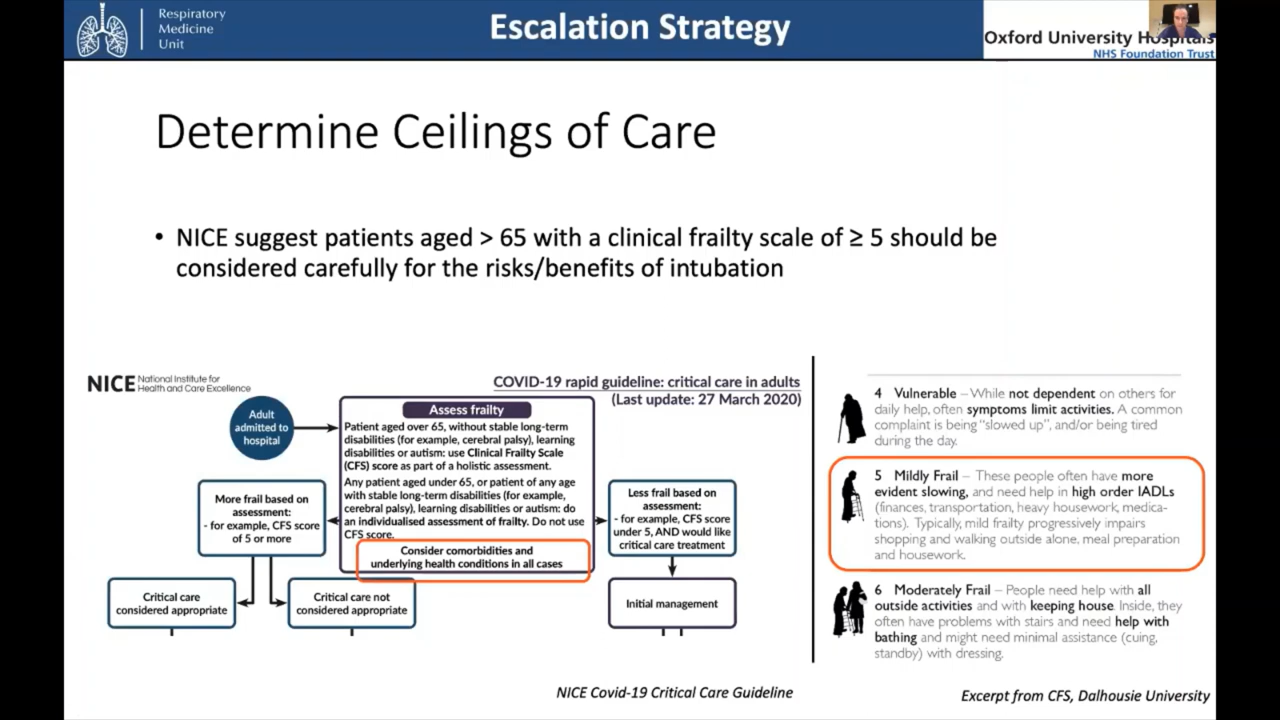 Respiratory
Medicine
Unit
Escalation Strategy
Oxford University Hospitals
NHS Foundation Trust
Determine Ceilings of Care
• NICE suggest patients aged > 65 with a clinical frailty scale of ≥ 5 should be
considered carefully for the risks/benefits of intubation
NICE National Institute for
Health and Care Excellence
COVID-19 rapid guideline: critical care in adults
(Last update: 27 March 2020)
Adult
admitted to
hospital
Assess frailty
Patient aged over 65, without stable long-term
disabilities (for example, cerebral palsy), learning
disabilities or autism: use Clinical Frailty Scale
(CFS) score as part of a holistic assessment.
Any patient aged under 65, or patient of any age
with stable long-term disabilities (for example,
cerebral palsy), learning disabilities or autism: do
an individualised assessment of frailty. Do not use
CFS score.
Consider comorbidities and
underlying health conditions in all cases
More frail based on
assessment:
- for example, CFS score
of 5 or more
Less frail based on
assessment:
- for example, CFS score
under 5, AND would like
critical care treatment
Critical care
considered appropriate
Critical care not
considered appropriate
Initial management
NICE Covid-19 Critical Care Guideline
4 Vulnerable – While not dependent on others for
daily help, often symptoms limit activities. A common
complaint is being "slowed up", and/or being tired
during the day.
5 Mildly Frail – These people often have more
evident slowing, and need help in high order IADLs
(finances, transportation, heavy housework, medica-
tions). Typically, mild frailty progressively impairs
shopping and walking outside alone, meal preparation
and housework.
6 Moderately Frail – People need help with all
outside activities and with keeping house. Inside, they
often have problems with stairs and need help with
bathing and might need minimal assistance (cuing,
standby) with dressing.
Excerpt from CFS, Dalhousie University